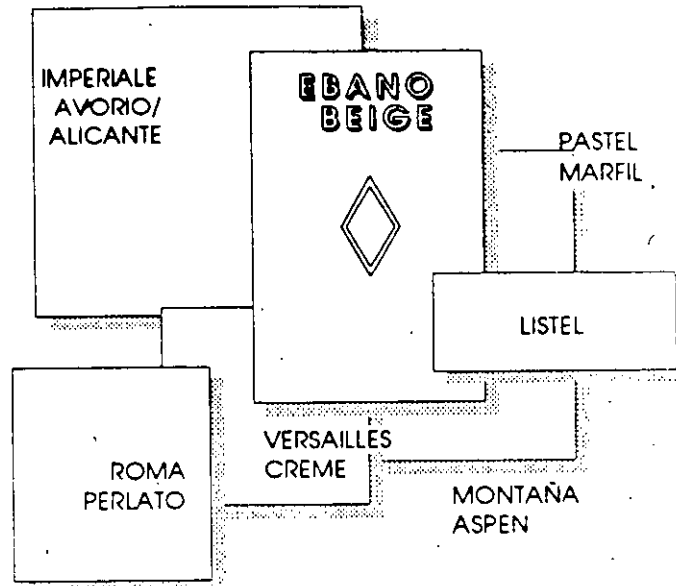 IMPERIALE
AVORIO/
ALICANTE
EBANO
BEIGE
PASTEL
MARFIL
LISTEL
VERSAILLES
CREME
ROMA
PERLATO
MONTAÑA
ASPEN